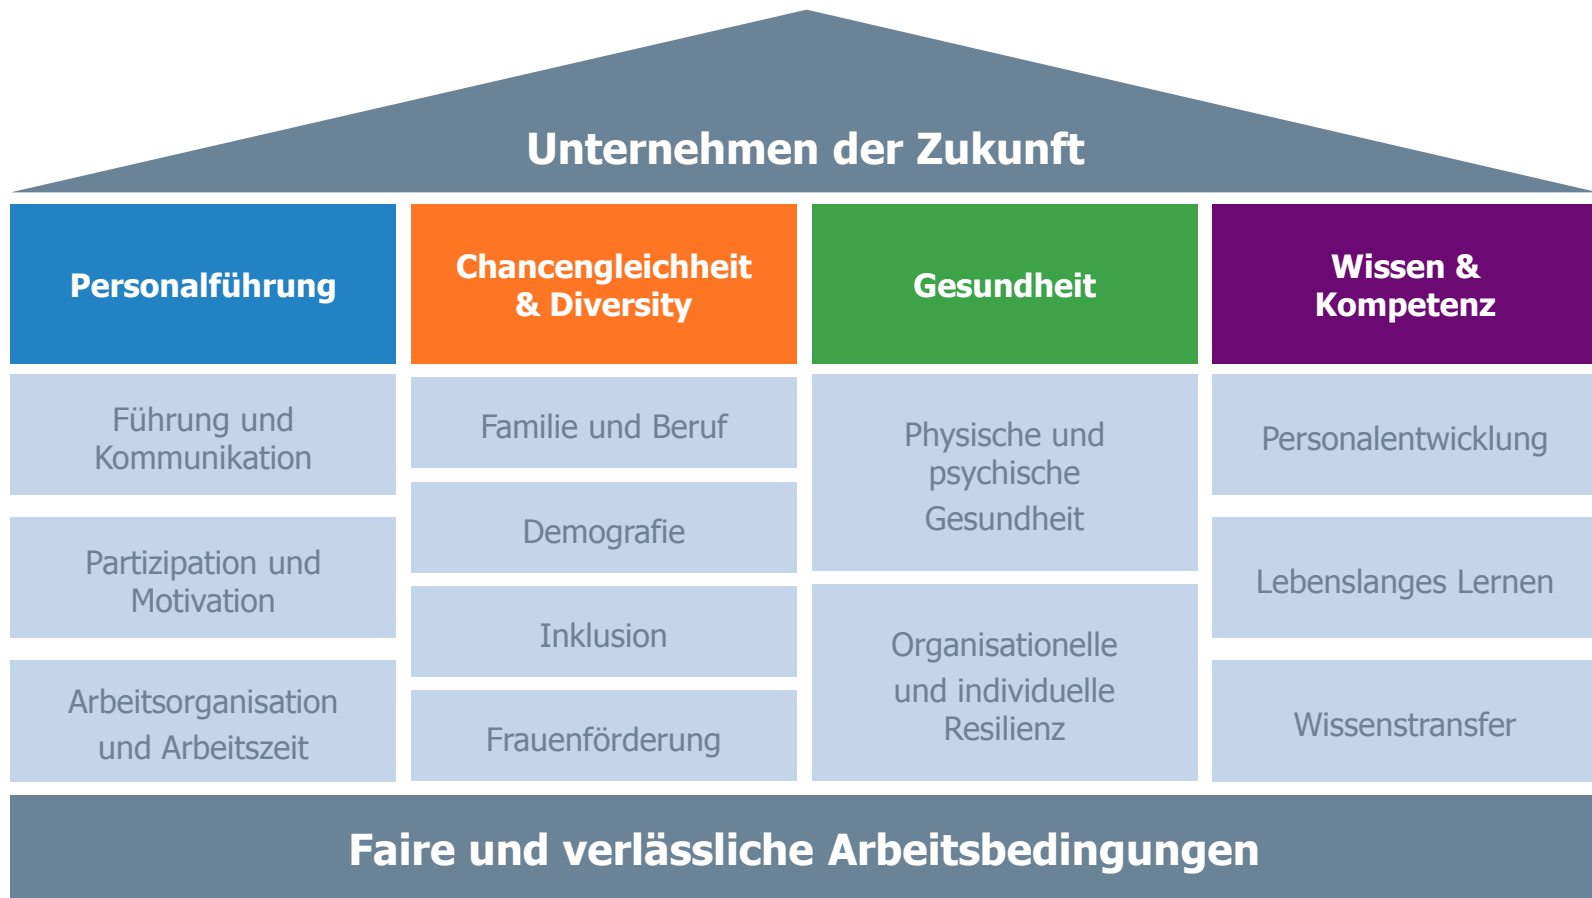 Unternehmen der Zukunft
Personalführung
Chancengleichheit
& Diversity
Gesundheit
Wissen &
Kompetenz
Führung und
Kommunikation
Partizipation und
Motivation
Arbeitsorganisation
und Arbeitszeit
Familie und Beruf
Demografie
Inklusion
Frauenförderung
Physische und
psychische
Gesundheit
Organisationelle
und individuelle
Resilienz
Personalentwicklung
Lebenslanges Lernen
Wissenstransfer
Faire und verlässliche Arbeitsbedingungen